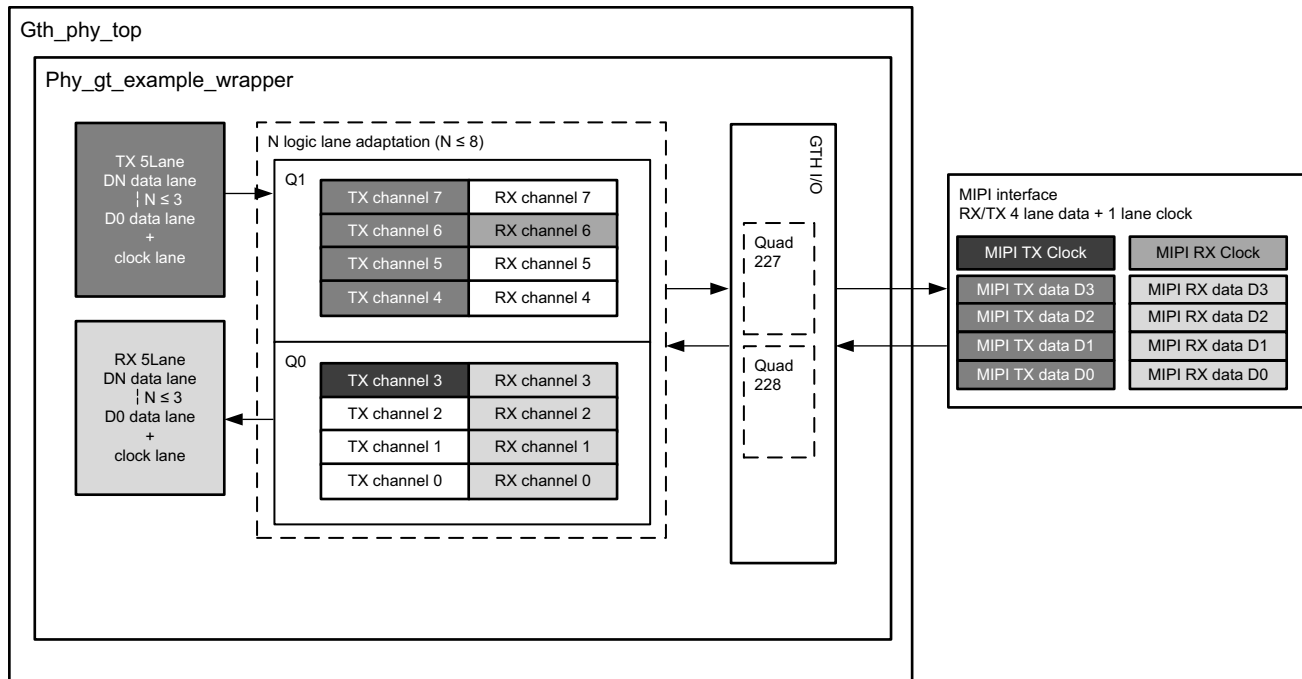 Gth_phy_top
Phy_gt_example_wrapper
TX 5Lane
DN data lane
¦ N ≤ 3
D0 data lane
+
clock lane
RX 5Lane
DN data lane
¦ N ≤ 3
D0 data lane
+
clock lane
N logic lane adaptation (N ≤ 8)
Q1
TX channel 7 RX channel 7
TX channel 6 RX channel 6
TX channel 5 RX channel 5
TX channel 4 RX channel 4
Q0
TX channel 3 RX channel 3
TX channel 2 RX channel 2
TX channel 1 RX channel 1
TX channel 0 RX channel 0
GTH I/O
Quad
227
Quad
228
MIPI interface
RX/TX 4 lane data + 1 lane clock
MIPI TX Clock MIPI RX Clock
MIPI TX data D3 MIPI RX data D3
MIPI TX data D2 MIPI RX data D2
MIPI TX data D1 MIPI RX data D1
MIPI TX data D0 MIPI RX data D0